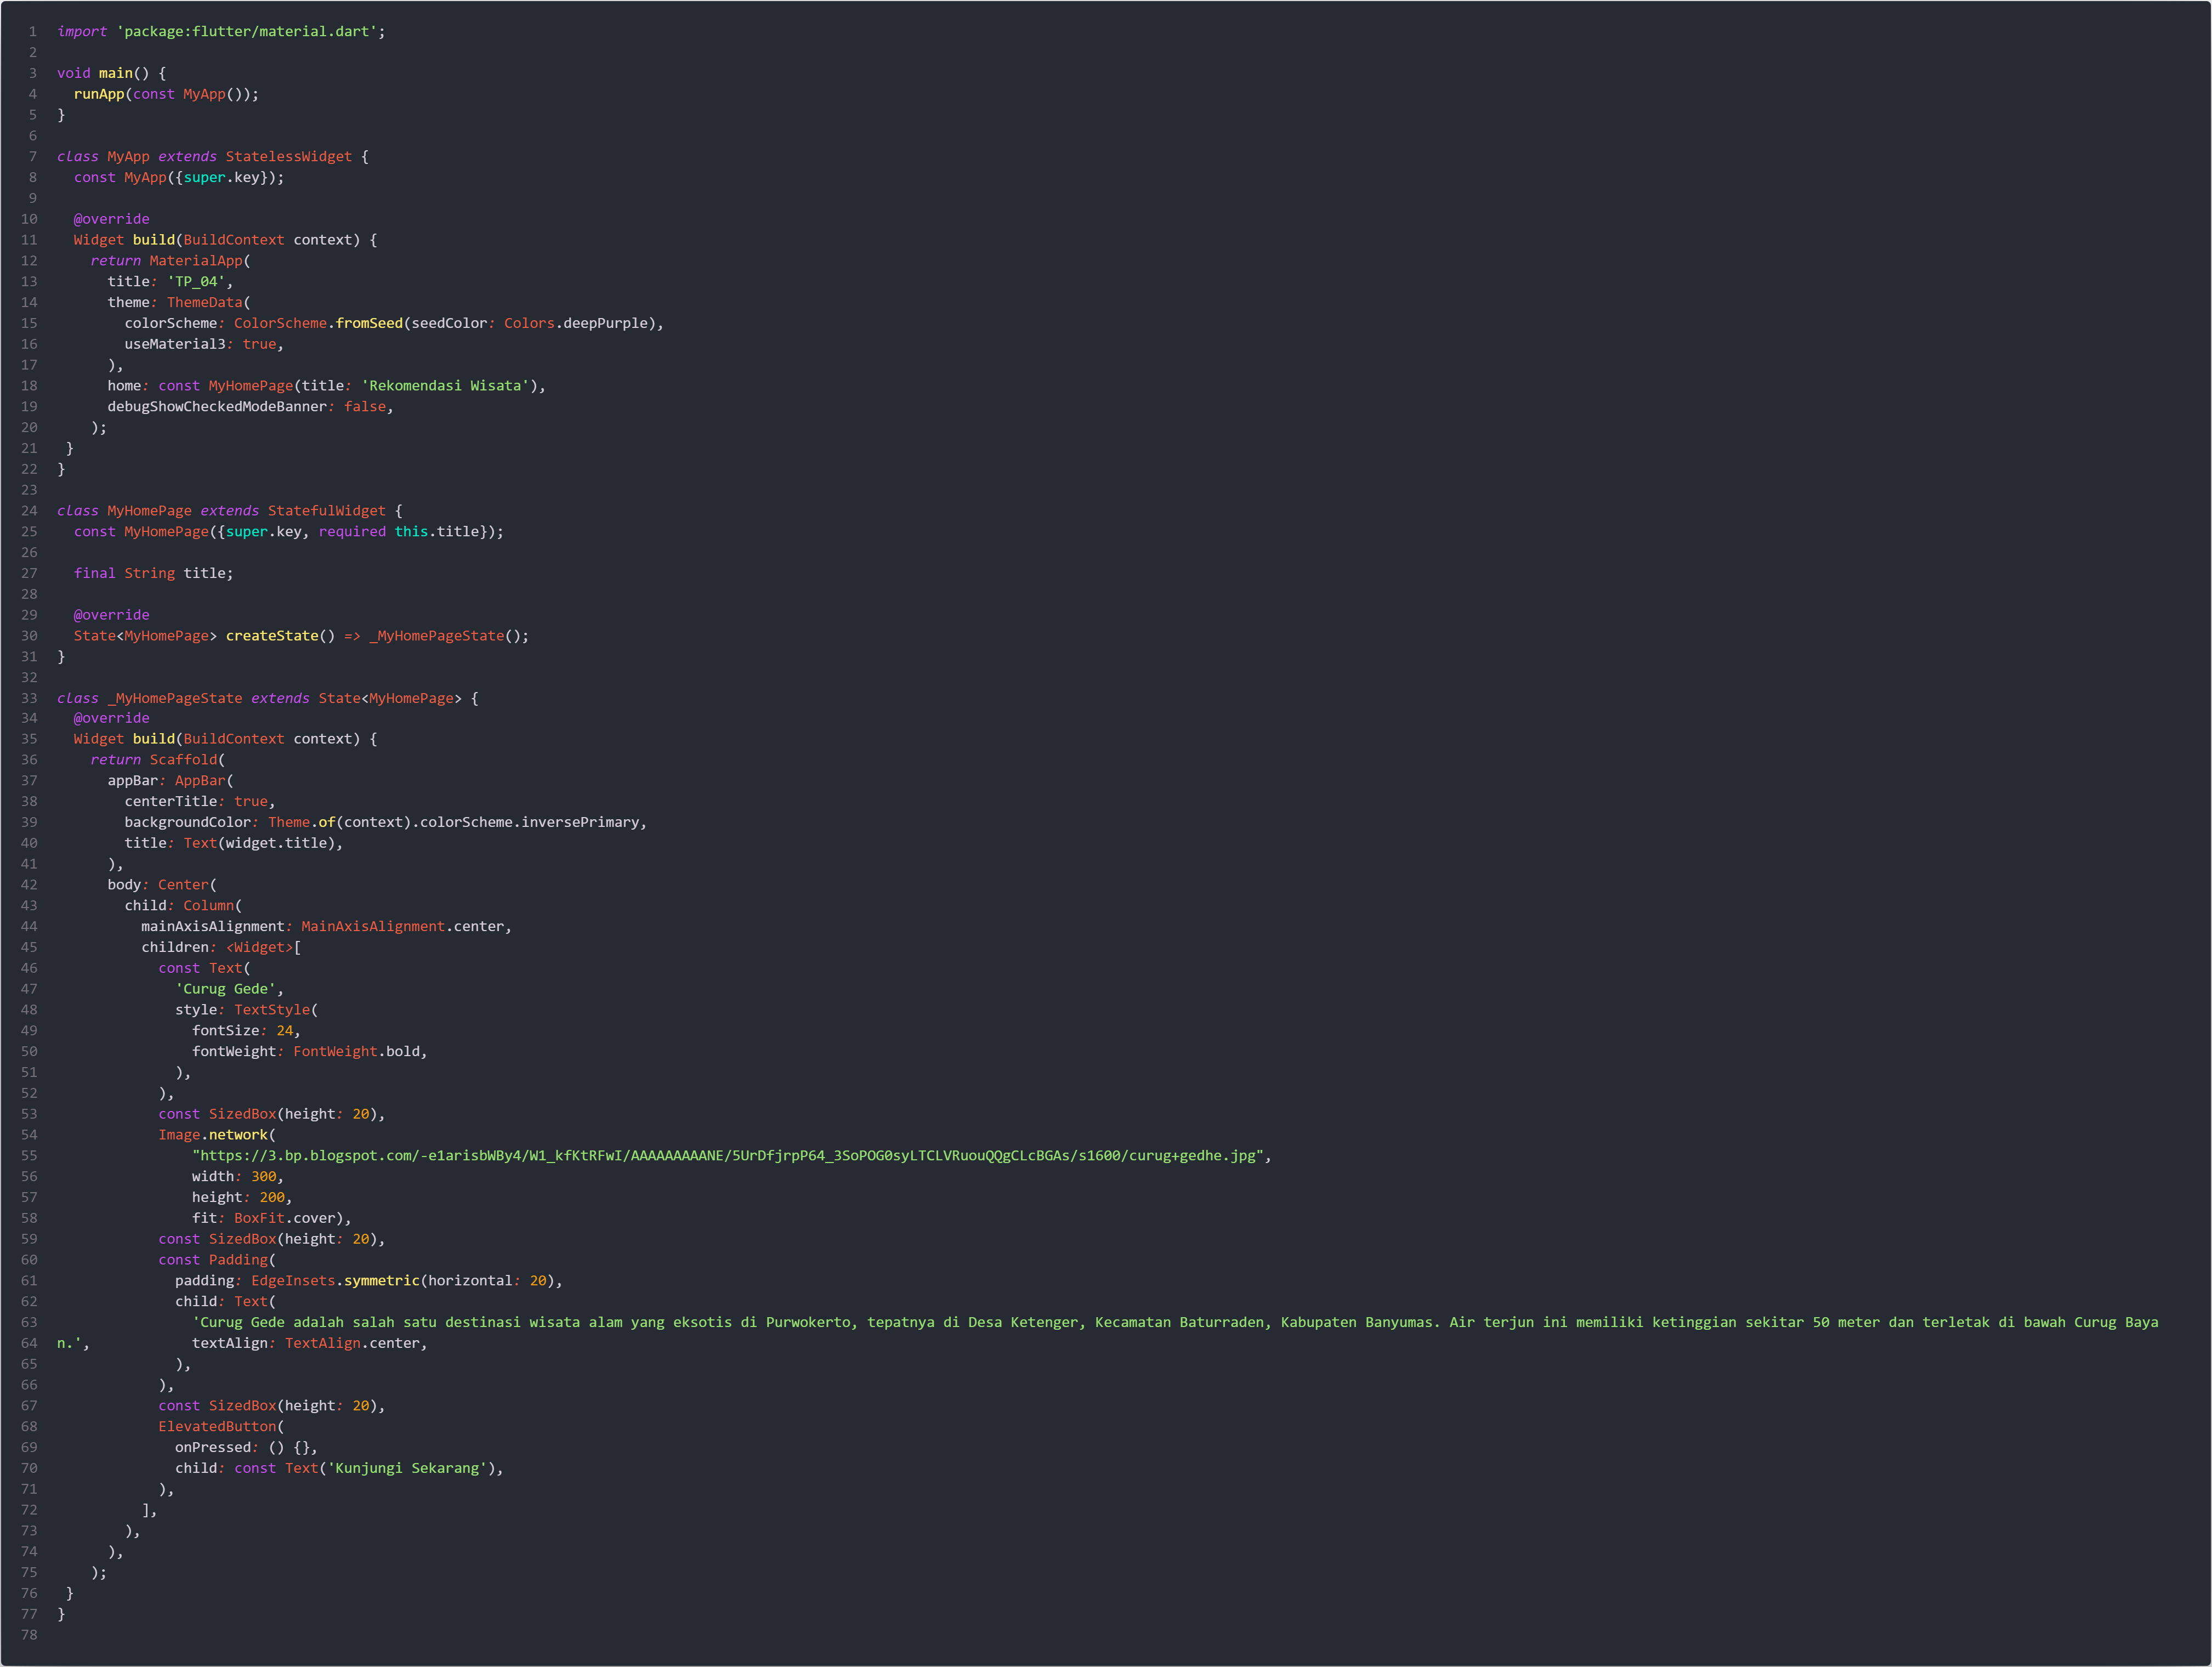 1 import 'package:flutter/material.dart';
2
3 void main() {
4   runApp(const MyApp());
5 }
6
7 class MyApp extends StatelessWidget {
8   const MyApp({super.key});
9
10   @override
11   Widget build(BuildContext context) {
12     return MaterialApp(
13       title: 'TP_04',
14       theme: ThemeData(
15         colorScheme: ColorScheme.fromSeed(seedColor: Colors.deepPurple),
16         useMaterial3: true,
17       ),
18       home: const MyHomePage(title: 'Rekomendasi Wisata'),
19       debugShowCheckedModeBanner: false,
20     );
21  }
22 }
23
24 class MyHomePage extends StatefulWidget {
25   const MyHomePage({super.key, required this.title});
26
27   final String title;
28
29   @override
30   State<MyHomePage> createState() => _MyHomePageState();
31 }
32
33 class _MyHomePageState extends State<MyHomePage> {
34   @override
35   Widget build(BuildContext context) {
36     return Scaffold(
37       appBar: AppBar(
38         centerTitle: true,
39         backgroundColor: Theme.of(context).colorScheme.inversePrimary,
40         title: Text(widget.title),
41       ),
42       body: Center(
43         child: Column(
44           mainAxisAlignment: MainAxisAlignment.center,
45           children: <Widget>[
46             const Text(
47               'Curug Gede',
48               style: TextStyle(
49                 fontSize: 24,
50                 fontWeight: FontWeight.bold,
51               ),
52             ),
53             const SizedBox(height: 20),
54             Image.network(
55                 "https://3.bp.blogspot.com/-e1arisbWBy4/W1_kfKtRFwI/AAAAAAAAANE/5UrDfjrpP64_3SoPOG0syLTCLVRuouQQgCLcBGAs/s1600/curug+gedhe.jpg",
56                 width: 300,
57                 height: 200,
58                 fit: BoxFit.cover),
59             const SizedBox(height: 20),
60             const Padding(
61               padding: EdgeInsets.symmetric(horizontal: 20),
62               child: Text(
63                 'Curug Gede adalah salah satu destinasi wisata alam yang eksotis di Purwokerto, tepatnya di Desa Ketenger, Kecamatan Baturraden, Kabupaten Banyumas. Air terjun ini memiliki ketinggian sekitar 50 meter dan terletak di bawah Curug Baya
64 n.',            textAlign: TextAlign.center,
65               ),
66             ),
67             const SizedBox(height: 20),
68             ElevatedButton(
69               onPressed: () {},
70               child: const Text('Kunjungi Sekarang'),
71             ),
72           ],
73         ),
74       ),
75     );
76  }
77 }
78